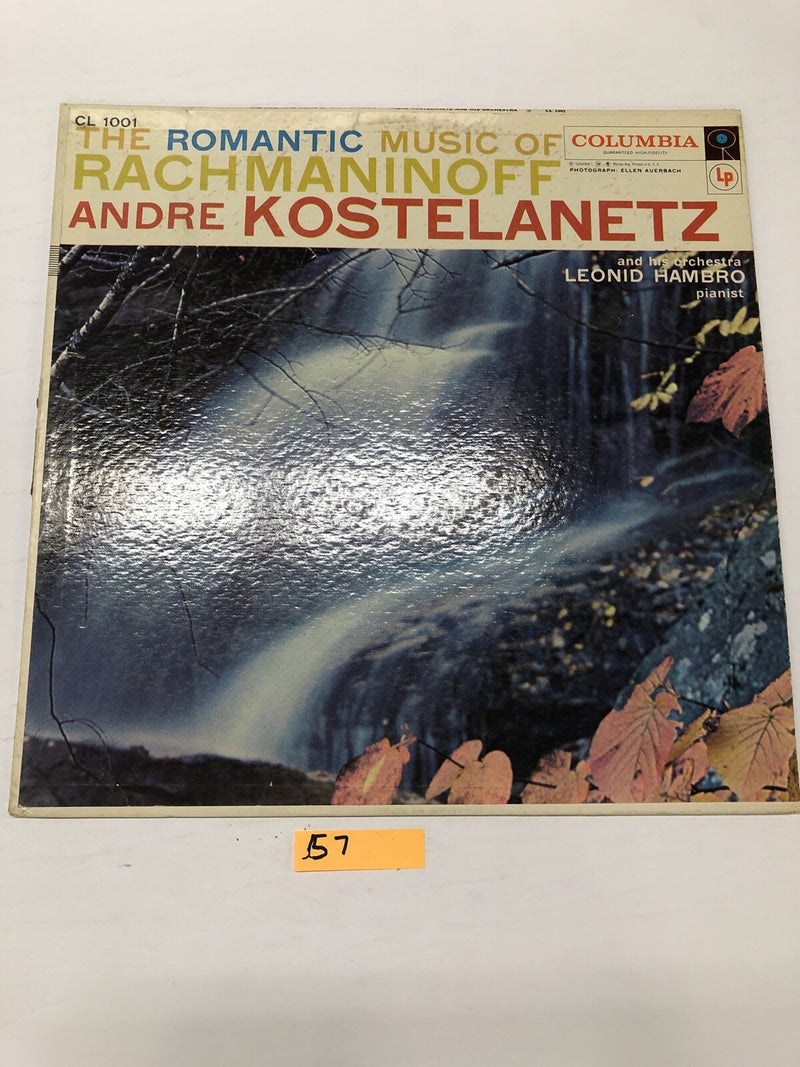 CL 1001
THE ROMANTIC MUSIC OF
RACHMANINOFF
ANDRE KOSTELANETZ
COLUMBIA
GUARANTEED HIGH-FIDELITY
PHOTOGRAPH: ELLEN AUERBACH
Lp
and his orchestra
LEONID HAMBRO
pianist
57